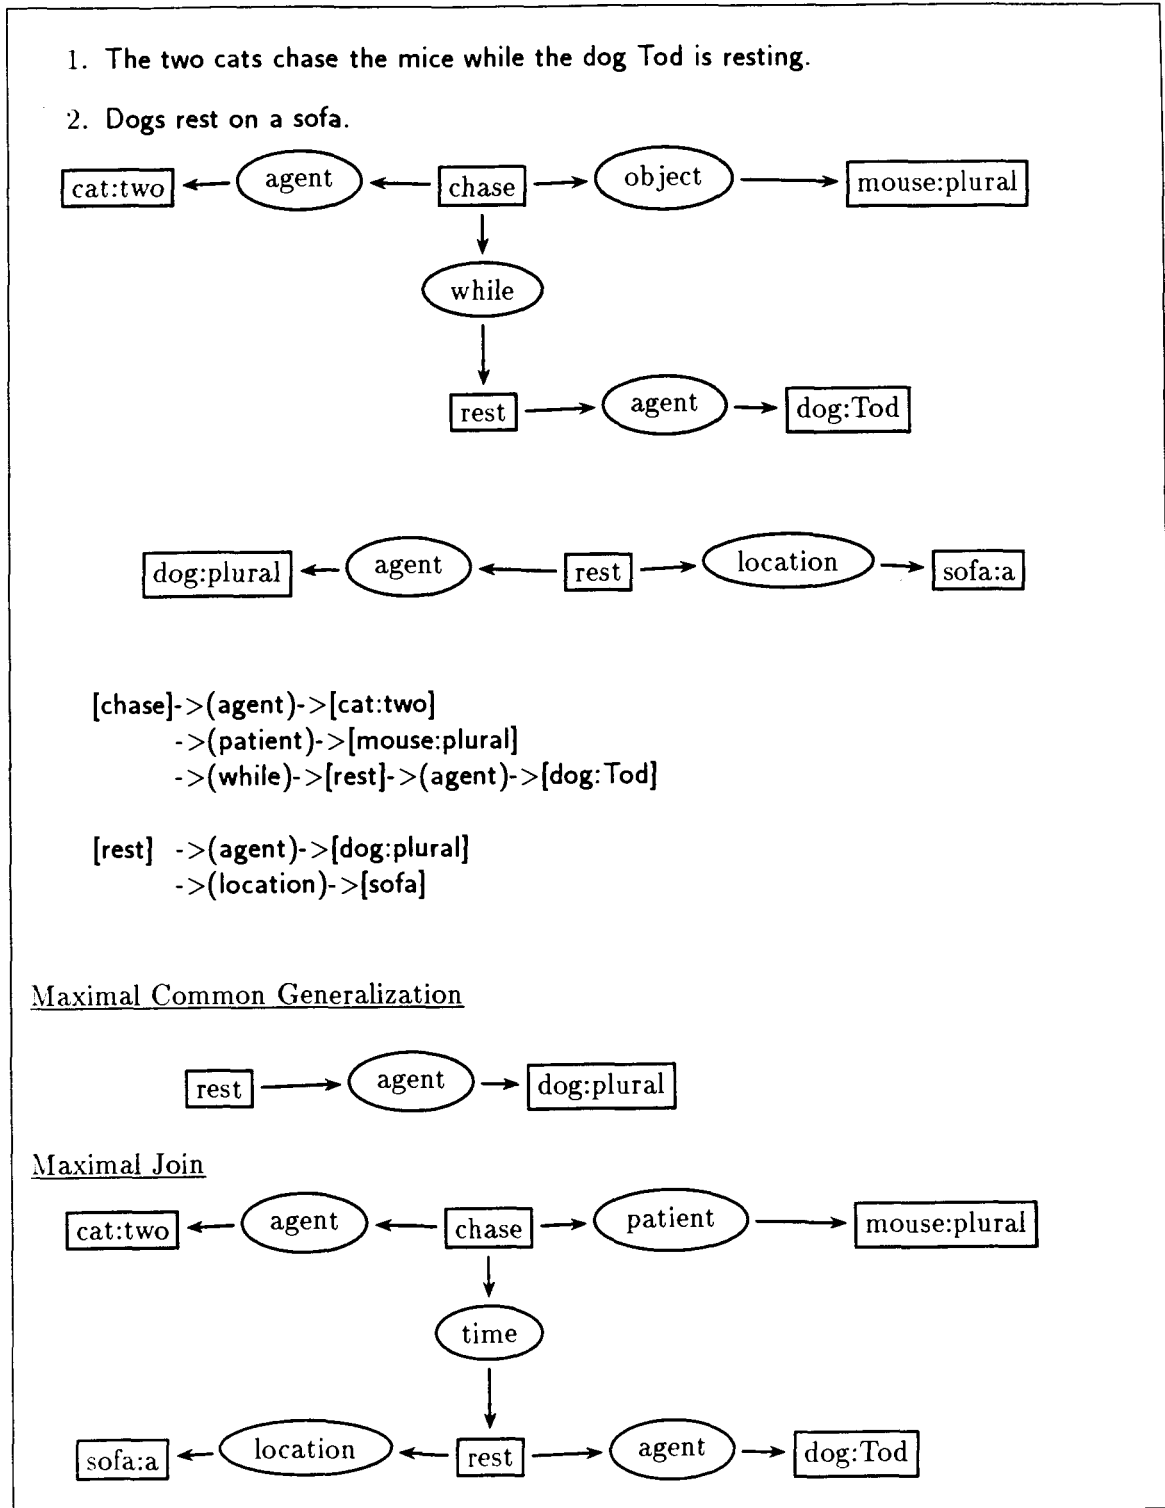 1. The two cats chase the mice while the dog Tod is resting.
2. Dogs rest on a sofa.
cat:two agent chase object mouse:plural
while
rest agent dog:Tod
dog:plural agent rest location sofa:a
[chase]->(agent)->[cat:two]
->(patient)->[mouse:plural]
->(while)->[rest]->(agent)->[dog:Tod]
[rest] ->(agent)->[dog:plural]
->(location)->[sofa]
Maximal Common Generalization
rest agent dog:plural
Maximal Join
cat:two agent chase patient mouse:plural
time
sofa:a location rest agent dog:Tod